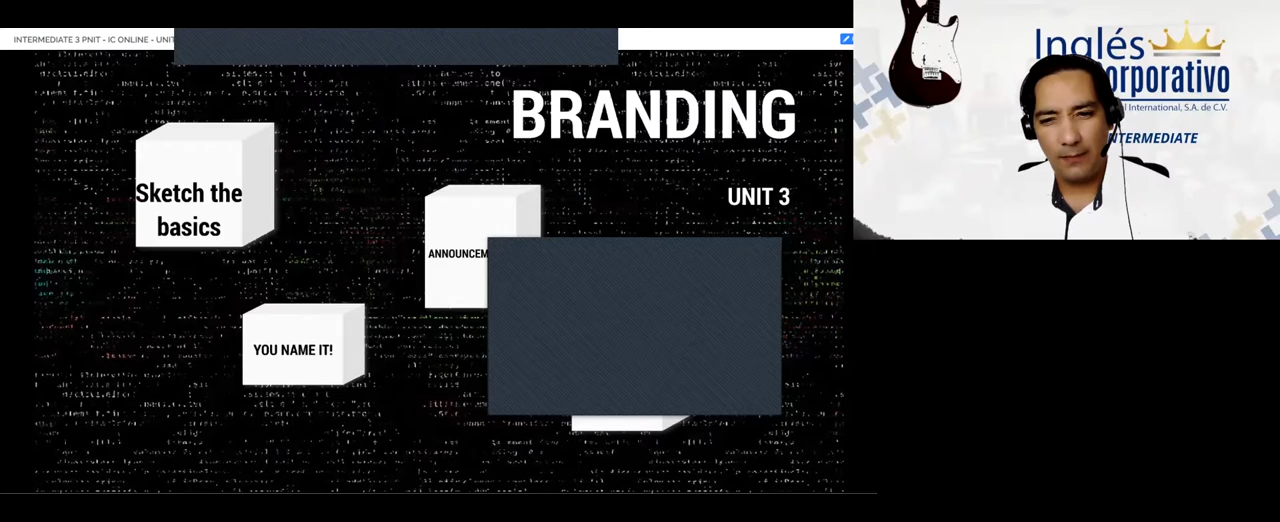 INTERMEDIATE 3 PNIT - IC ONLINE - UNIT
BRANDING
UNIT 3
Sketch the
basics
ANNOUNCEM
YOU NAME IT!
Inglés
orporativo
l International, S.A. de C.V.
NTERMEDIATE